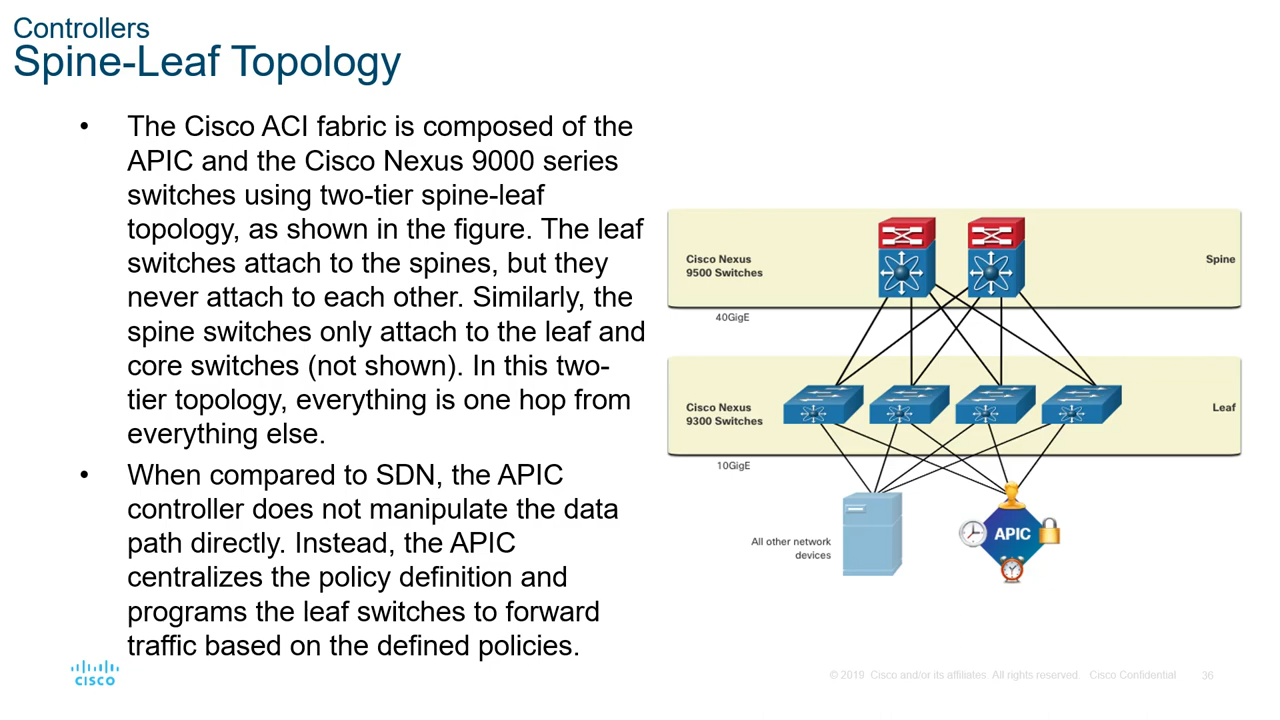 Controllers
Spine-Leaf Topology
• The Cisco ACI fabric is composed of the
APIC and the Cisco Nexus 9000 series
switches using two-tier spine-leaf
topology, as shown in the figure. The leaf
switches attach to the spines, but they
never attach to each other. Similarly, the
spine switches only attach to the leaf and
core switches (not shown). In this two-
tier topology, everything is one hop from
everything else.
• When compared to SDN, the APIC
controller does not manipulate the data
path directly. Instead, the APIC
centralizes the policy definition and
programs the leaf switches to forward
traffic based on the defined policies.
Cisco Nexus
9500 Switches
Spine
40GigE
Cisco Nexus
9300 Switches
Leaf
10GigE
All other network
devices
APIC
CISCO
© 2019 Cisco and/or its affiliates. All rights reserved. Cisco Confidential
36